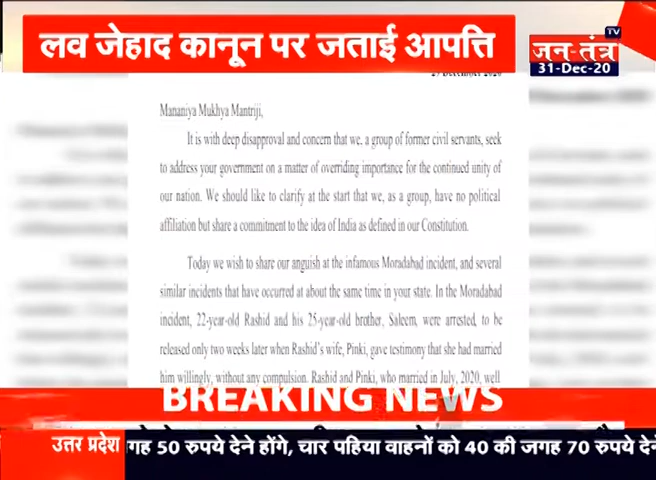 लव जेहाद कानून पर जताई आपत्ति
जन-तंत्र
TV
31-Dec-20
December 2020
Mananiya Mukhya Mantriji,
It is with deep disapproval and concern that we, a group of former civil servants, seek
to address your government on a matter of overriding importance for the continued unity of
our nation. We should like to clarify at the start that we, as a group, have no political
affiliation but share a commitment to the idea of India as defined in our Constitution.
Today we wish to share our anguish at the infamous Moradabad incident, and several
similar incidents that have occurred at about the same time in your state. In the Moradabad
incident, 22-year-old Rashid and his 25-year-old brother, Saleem, were arrested, to be
released only two weeks later when Rashid's wife, Pinki, gave testimony that she had married
him willingly, without any compulsion. Rashid and Pinki, who married in July, 2020, well
BREAKING NEWS
उत्तर प्रदेश
गह 50 रुपये देने होंगे, चार पहिया वाहनों को 40 की जगह 70 रुपये देने